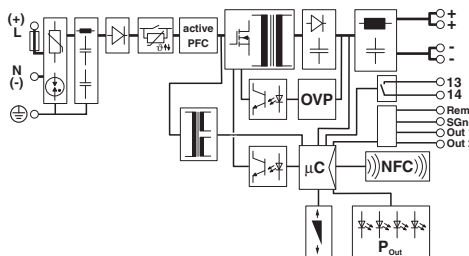 (+)
L
N
(-)
ϑ
active
PFC
OVP
+
+
-
-
13
14
Rem
SGn
Out
Out
μC
NFC
P Out